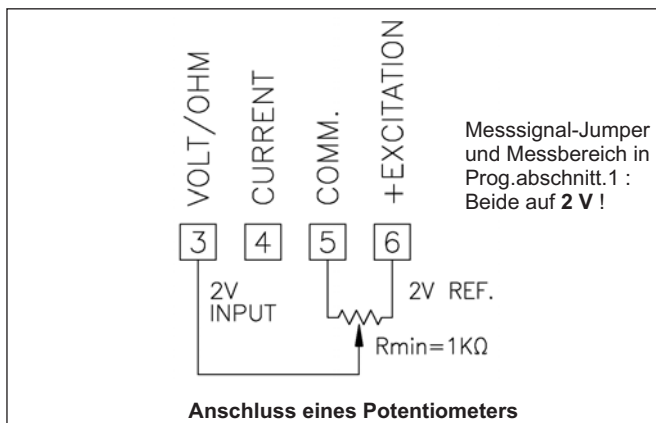 VOLT/OHM
CURRENT
COMM.
+EXCITATION
Messsignal-Jumper
und Messbereich in
Prog.abschnitt.1 :
Beide auf 2 V !
3
4
5
6
2V
INPUT
2V REF.
Rmin=1KΩ
Anschluss eines Potentiometers